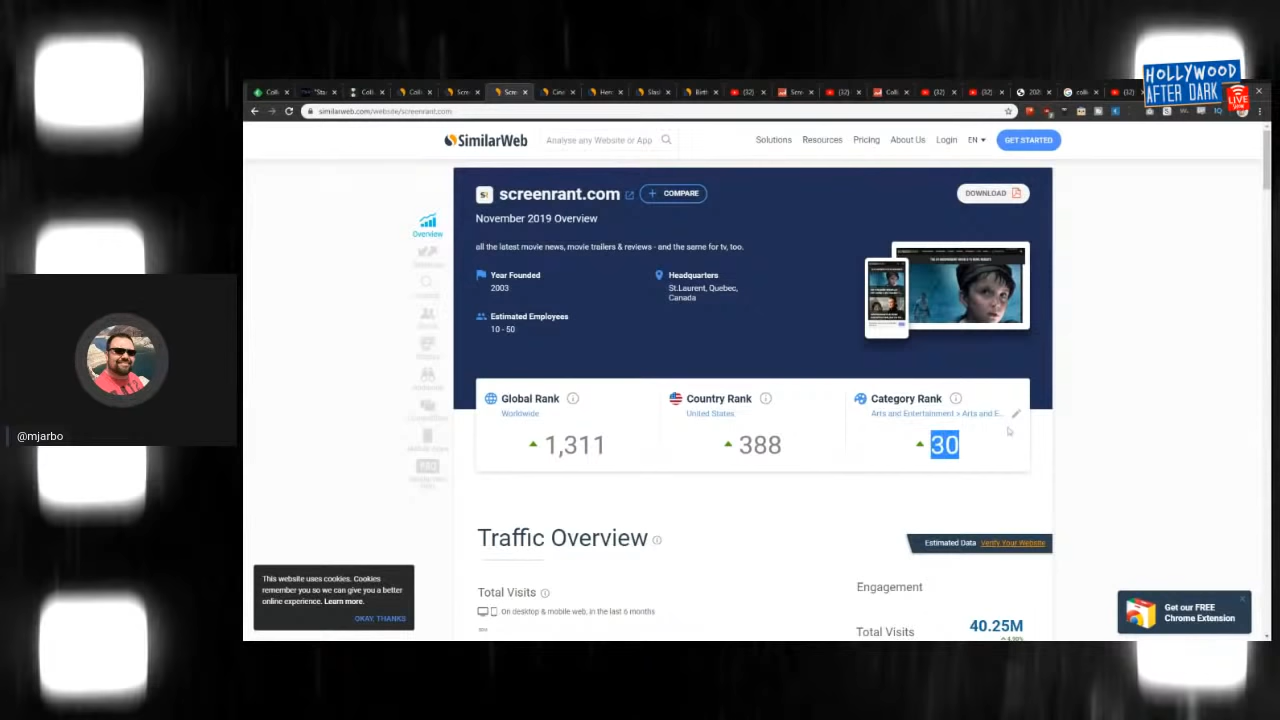 HOLLYWOOD
AFTER DARK
LIVE
similarweb.com/website/screenrant.com
SimilarWeb
Analyse any Website or App
Solutions
Resources
Pricing
About Us
Login
EN
GET STARTED
screenrant.com
COMPARE
DOWNLOAD
November 2019 Overview
Overview
all the latest movie news, movie trailers & reviews - and the same for tv, too.
Year Founded
2003
Headquarters
St.Laurent, Quebec,
Canada
Estimated Employees
10 - 50
@mjarbo
Global Rank
Worldwide
1,311
Country Rank
United States
388
Category Rank
Arts and Entertainment > Arts and E...
30
Traffic Overview
Estimated Data Verify Your Website
Total Visits
On desktop & mobile web, in the last 6 months
Engagement
Total Visits
40.25M
This website uses cookies. Cookies
remember you so we can give you a better
online experience. Learn more.
OKAY, THANKS
Get our FREE
Chrome Extension